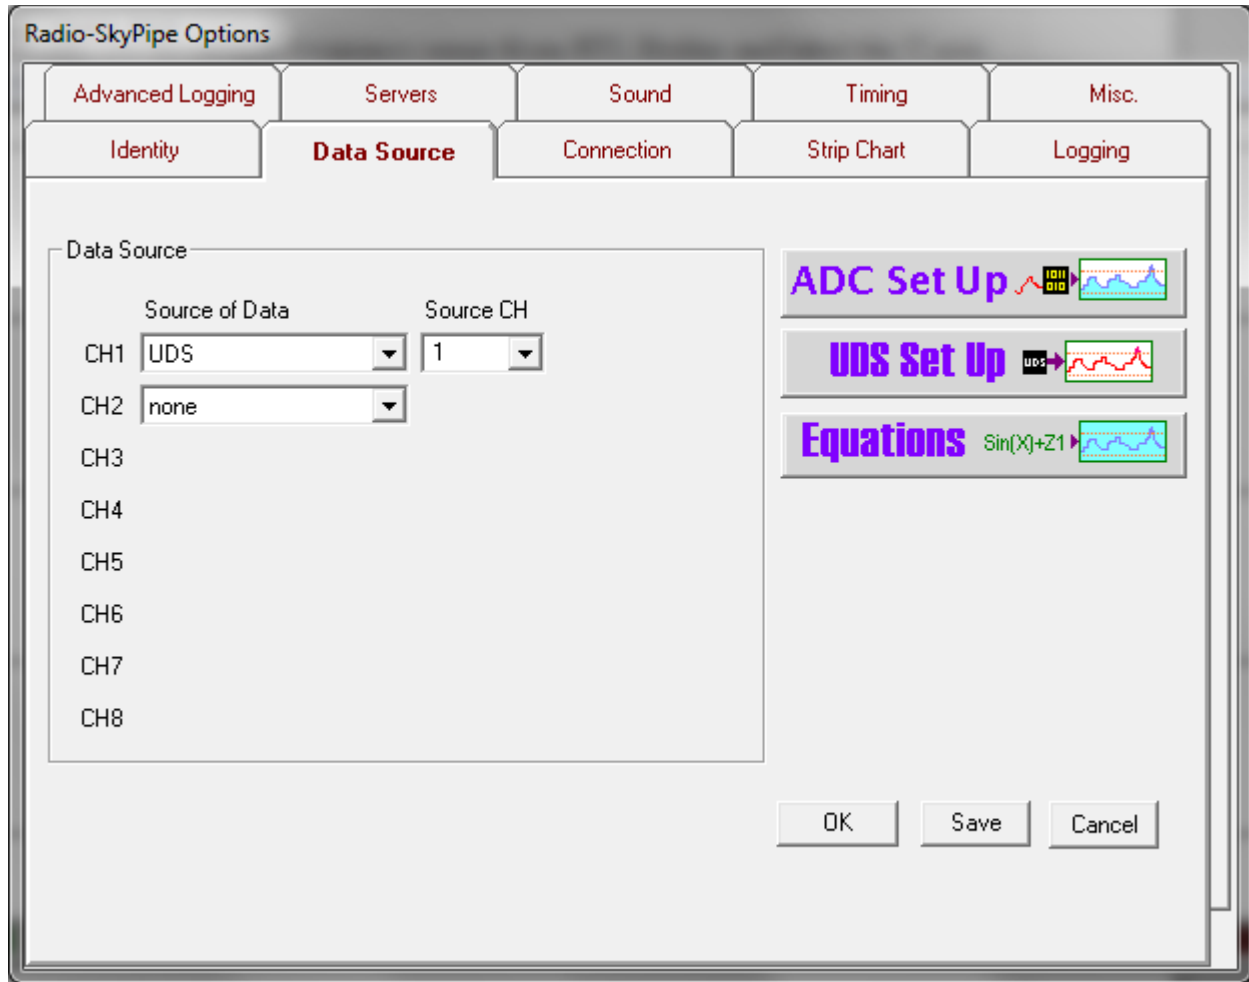 Radio-SkyPipe Options
Advanced Logging Servers Sound Timing Misc.
Identity Data Source Connection Strip Chart Logging
Data Source
Source of Data Source CH
CH1 UDS 1
CH2 none
CH3
CH4
CH5
CH6
CH7
CH8
ADC Set Up 1011 010
UDS Set Up UDS
Equations Sin(X)+Z1
OK Save Cancel